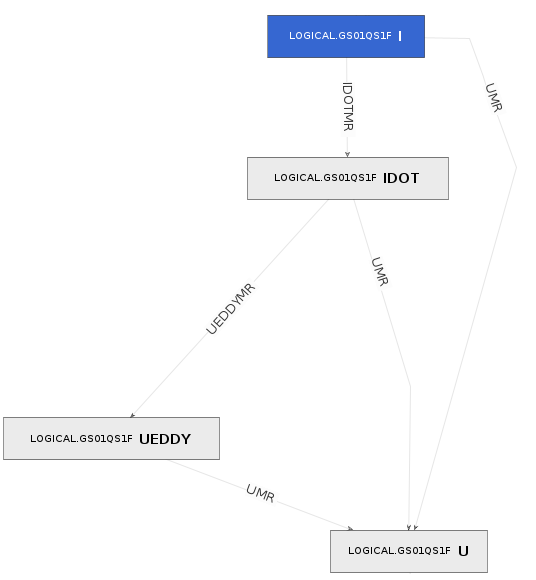 LOGICAL.GS01QS1F I
UMR
IDOTMR
LOGICAL.GS01QS1F IDOT
UMR
UEDDYMR
LOGICAL.GS01QS1F UEDDY
UMR
LOGICAL.GS01QS1F U